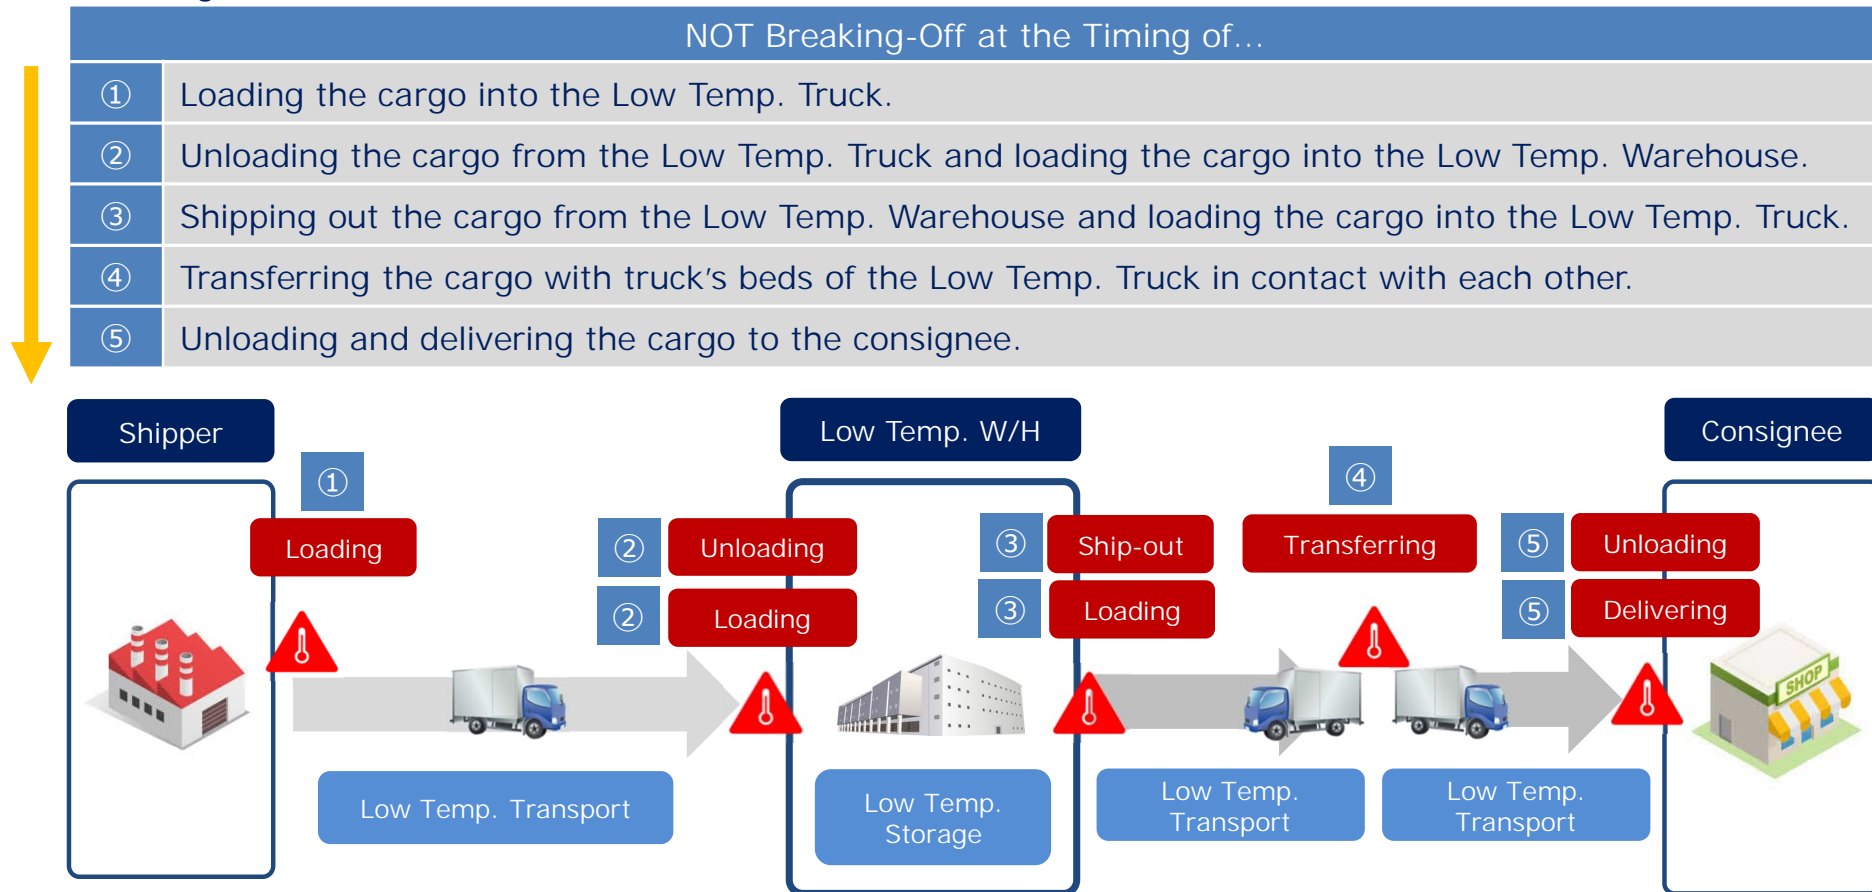 NOT Breaking-Off at the Timing of...
① Loading the cargo into the Low Temp. Truck.
② Unloading the cargo from the Low Temp. Truck and loading the cargo into the Low Temp. Warehouse.
③ Shipping out the cargo from the Low Temp. Warehouse and loading the cargo into the Low Temp. Truck.
④ Transferring the cargo with truck's beds of the Low Temp. Truck in contact with each other.
⑤ Unloading and delivering the cargo to the consignee.
Shipper
Low Temp. W/H
Consignee
①
Loading
② Unloading
② Loading
③ Ship-out
③ Loading
④
Transferring
⑤ Unloading
⑤ Delivering
SHOP
Low Temp. Transport
Low Temp.
Storage
Low Temp.
Transport
Low Temp.
Transport